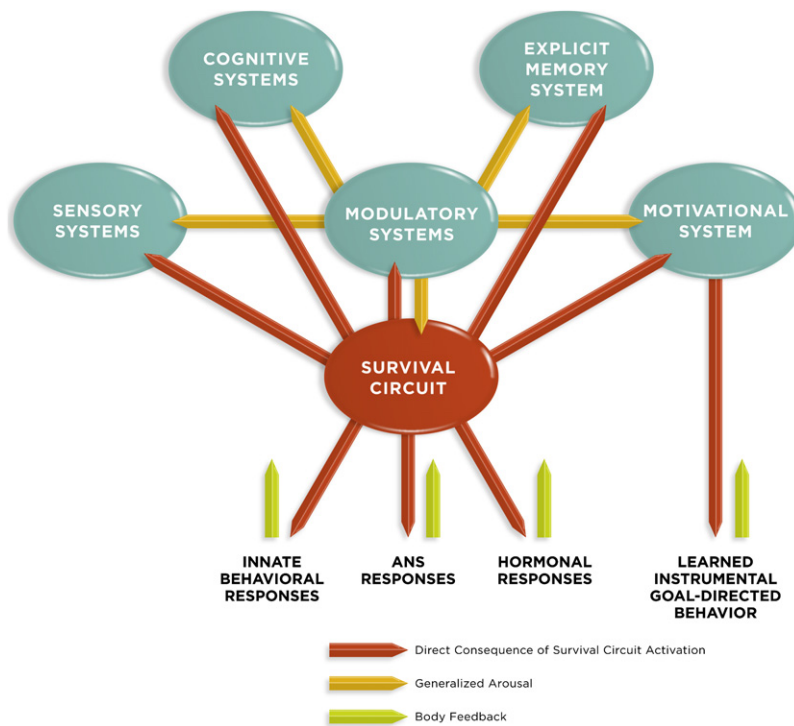 COGNITIVE
SYSTEMS
EXPLICIT
MEMORY
SYSTEM
SENSORY
SYSTEMS
MODULATORY
SYSTEMS
MOTIVATIONAL
SYSTEM
SURVIVAL
CIRCUIT
INNATE
BEHAVIORAL
RESPONSES
ANS
RESPONSES
HORMONAL
RESPONSES
LEARNED
INSTRUMENTAL
GOAL-DIRECTED
BEHAVIOR
Direct Consequence of Survival Circuit Activation
Generalized Arousal
Body Feedback